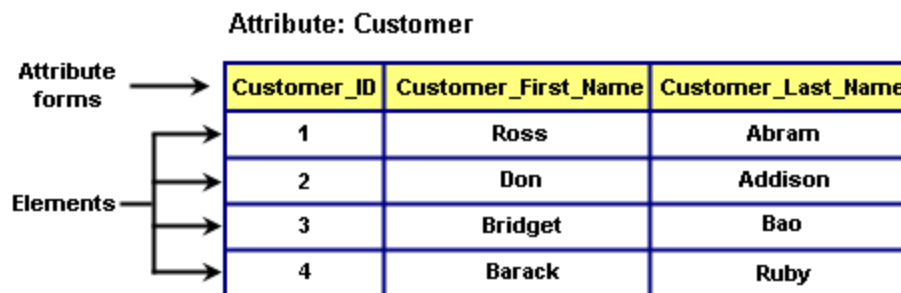 Attribute: Customer
Attribute
forms
Customer_ID Customer_First_Name Customer_Last_Name
1 Ross Abram
2 Don Addison
Elements
3 Bridget Bao
4 Barack Ruby